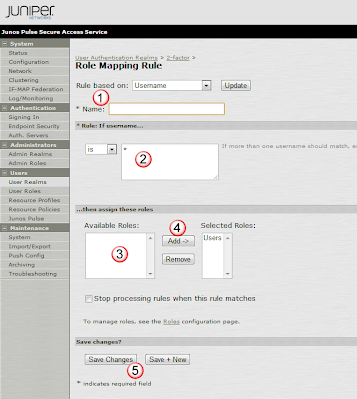 JUNIPER
NETWORKS
Junos Pulse Secure Access Service
System
Status
Configuration
Network
Clustering
IF-MAP Federation
Log/Monitoring
Authentication
Signing In
Endpoint Security
Auth. Servers
Administrators
Admin Realms
Admin Roles
Users
User Realms
User Roles
Resource Profiles
Resource Policies
Junos Pulse
Maintenance
System
Import/Export
Push Config
Archiving
Troubleshooting
User Authentication Realms > 2-factor >
Role Mapping Rule
Rule based on: Username Update
1
* Name:
* Rule: If username...
is * If more than one username should match, e
2
...then assign these roles
Available Roles: 4 Selected Roles:
Add -> Users
3
Remove
Stop processing rules when this rule matches
To manage roles, see the Roles configuration page.
Save changes?
Save Changes Save + New
5
* indicates required field